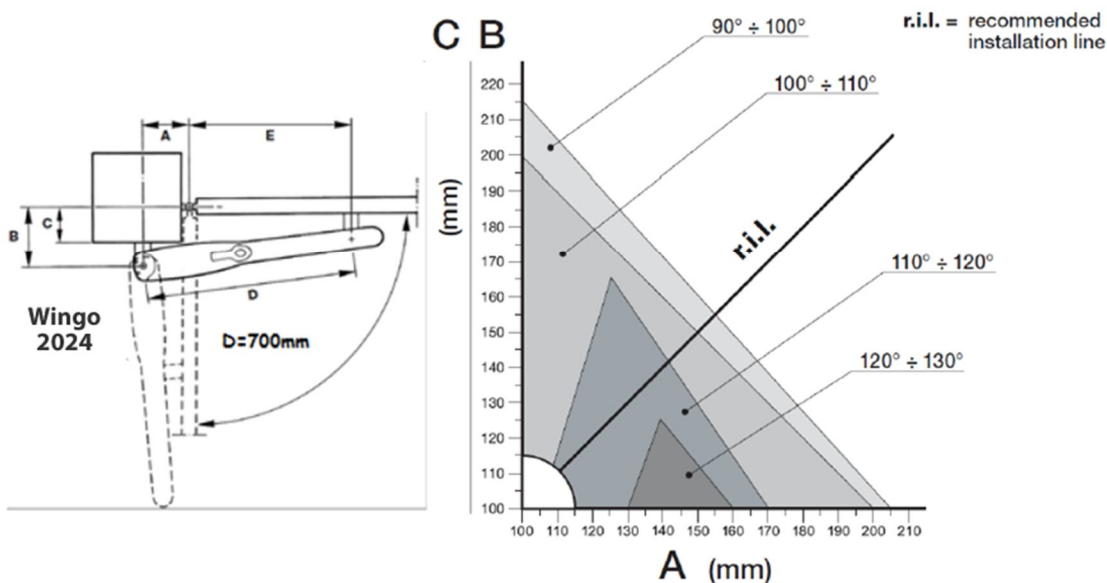 A
E
C
B
D
Wingo
2024
D=700mm
C B
(mm)
90° ÷ 100°
r.i.l. = recommended
installation line
100° ÷ 110°
r.i.l.
110° ÷ 120°
120° ÷ 130°
220
210
200
190
180
170
160
150
140
130
120
110
100
100 110 120 130 140 150 160 170 180 190 200 210
A (mm)